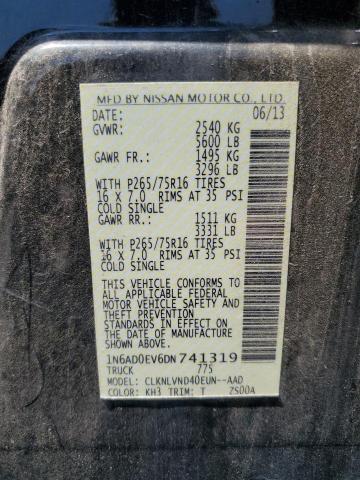 MFD BY NISSAN MOTOR CO., LTD.
DATE: 06/13
GVWR: 2540 KG
5600 LB
GAWR FR.: 1495 KG
3296 LB
WITH P265/75R16 TIRES
16 X 7.0 RIMS AT 35 PSI
COLD SINGLE
GAWR RR.: 1511 KG
3331 LB
WITH P265/75R16 TIRES
16 X 7.0 RIMS AT 35 PSI
COLD SINGLE
THIS VEHICLE CONFORMS TO
ALL APPLICABLE FEDERAL
MOTOR VEHICLE SAFETY
AND THEFT PREVENTION
STANDARDS IN EFFECT ON
THE DATE OF MANUFACTURE
SHOWN ABOVE
1N6AD0EV6DN741319
TRUCK 775
MODEL: CLKNLVND40EUN--AAD
COLOR: KH3 TRIM: T ZS00A